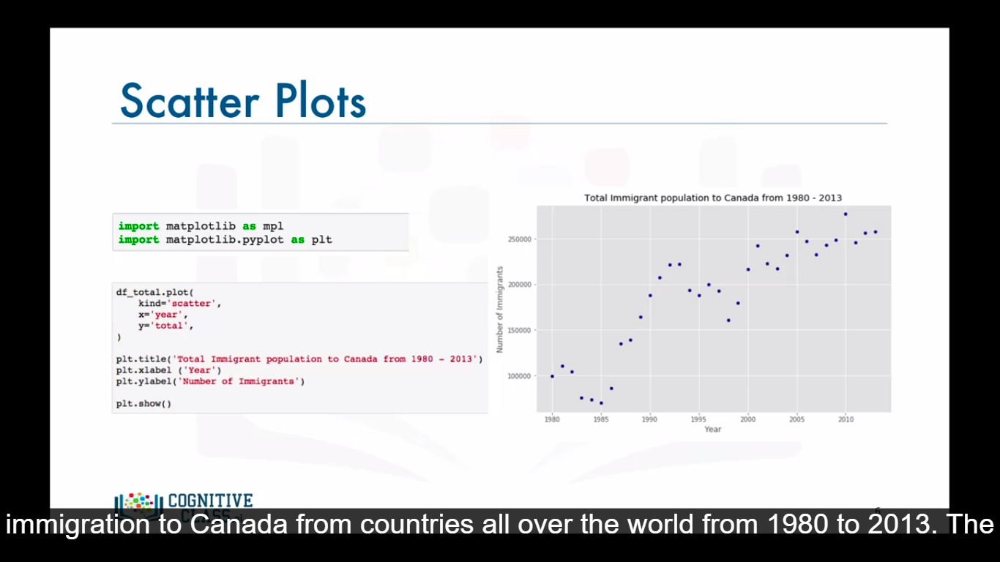 Scatter Plots
import matplotlib as mpl
import matplotlib.pyplot as plt
df_total.plot(
    kind='scatter',
    x='year',
    y='total',
)
plt.title('Total Immigrant population to Canada from 1980 - 2013')
plt.xlabel ('Year')
plt.ylabel('Number of Immigrants')
plt.show()
Total Immigrant population to Canada from 1980 - 2013
Number of Immigrants
250000
200000
150000
100000
1980 1985 1990 1995 2000 2005 2010
Year
COGNITIVE
CLASS.ai
6
immigration to Canada from countries all over the world from 1980 to 2013. The